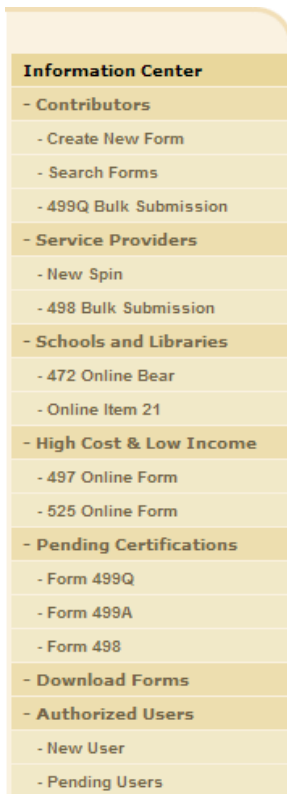 Information Center
- Contributors
- Create New Form
- Search Forms
- 499Q Bulk Submission
- Service Providers
- New Spin
- 498 Bulk Submission
- Schools and Libraries
- 472 Online Bear
- Online Item 21
- High Cost & Low Income
- 497 Online Form
- 525 Online Form
- Pending Certifications
- Form 499Q
- Form 499A
- Form 498
- Download Forms
- Authorized Users
- New User
- Pending Users